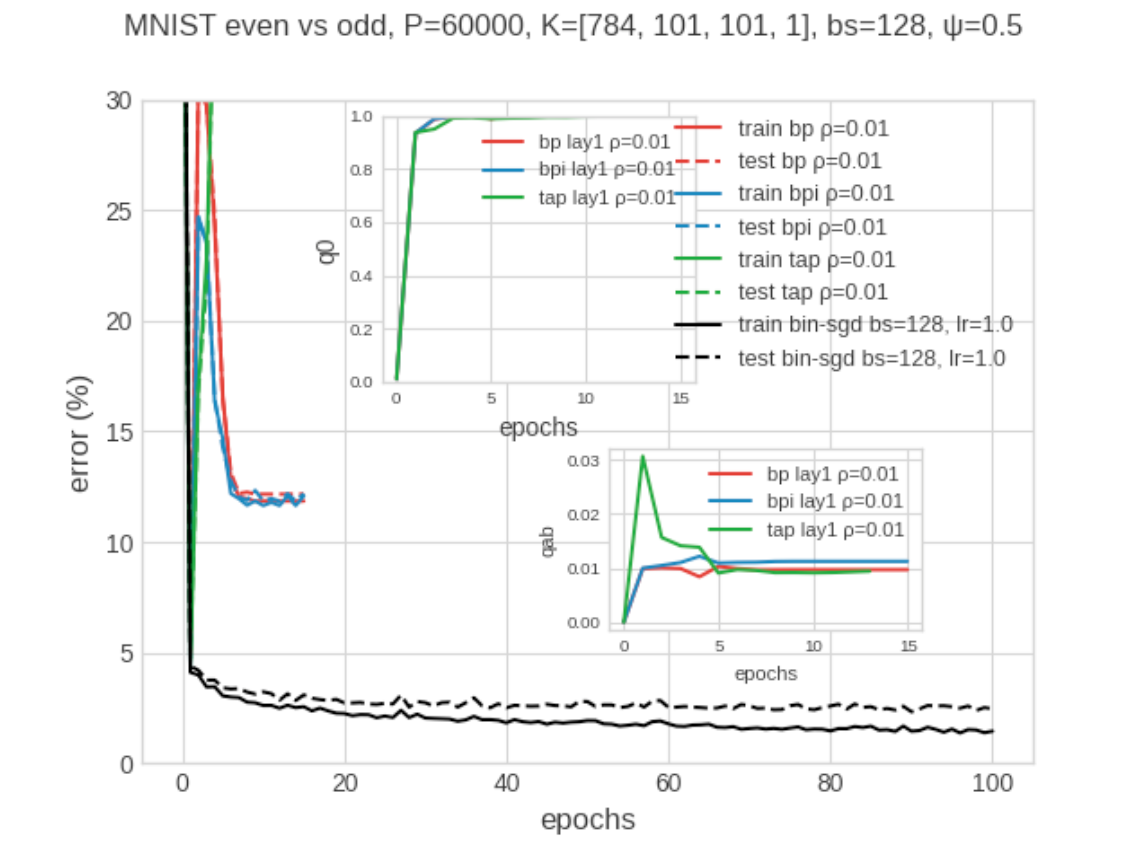 MNIST even vs odd, P=60000, K=[784, 101, 101, 1], bs=128, ψ=0.5
error (%)
30
25
20
15
10
5
0
0 20 40 60 80 100
epochs
train bp ρ=0.01
test bp ρ=0.01
train bpi ρ=0.01
test bpi ρ=0.01
train tap ρ=0.01
test tap ρ=0.01
train bin-sgd bs=128, lr=1.0
test bin-sgd bs=128, lr=1.0
q0
1.0
0.8
0.6
0.4
0.2
0.0
0 5 10 15
epochs
bp lay1 ρ=0.01
bpi lay1 ρ=0.01
tap lay1 ρ=0.01
qab
0.03
0.02
0.01
0.00
0 5 10 15
epochs
bp lay1 ρ=0.01
bpi lay1 ρ=0.01
tap lay1 ρ=0.01